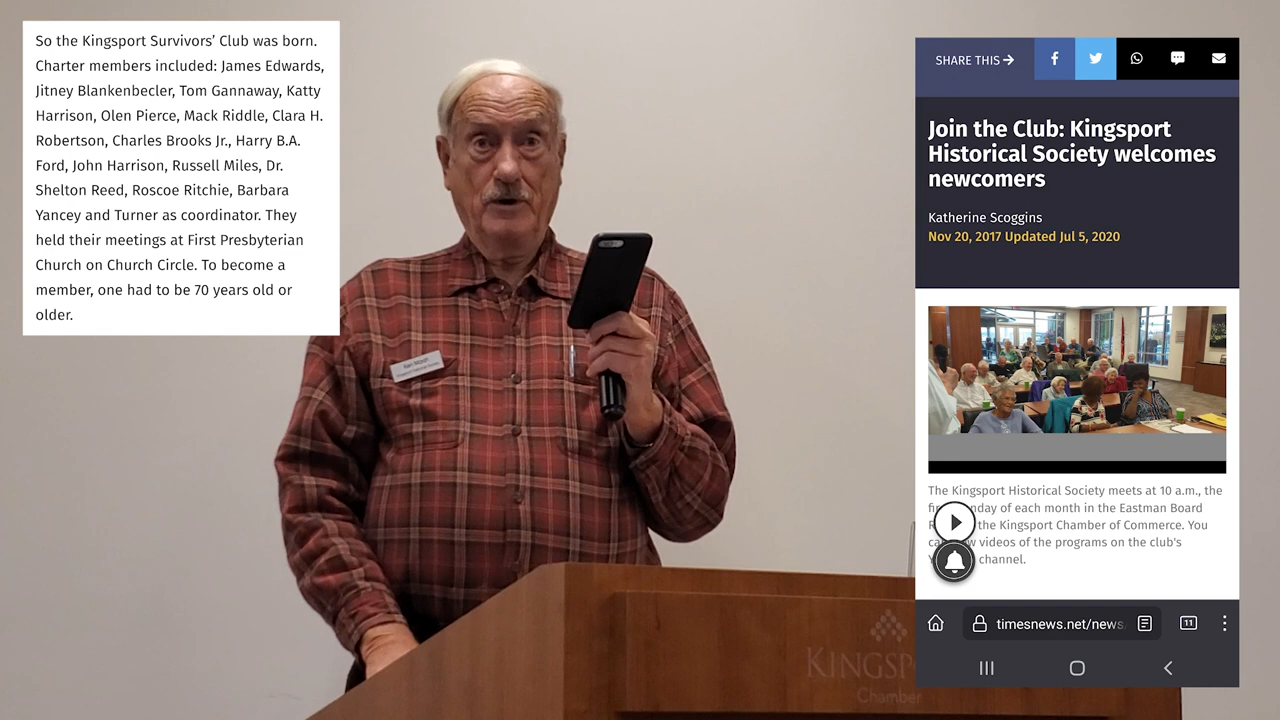 So the Kingsport Survivors’ Club was born.
Charter members included: James Edwards,
Jitney Blankenbecler, Tom Gannaway, Katty
Harrison, Olen Pierce, Mack Riddle, Clara H.
Robertson, Charles Brooks Jr., Harry B.A.
Ford, John Harrison, Russell Miles, Dr.
Shelton Reed, Roscoe Ritchie, Barbara
Yancey and Turner as coordinator. They
held their meetings at First Presbyterian
Church on Church Circle. To become a
member, one had to be 70 years old or
older.
SHARE THIS
Join the Club: Kingsport
Historical Society welcomes
newcomers
Katherine Scoggins
Nov 20, 2017 Updated Jul 5, 2020
The Kingsport Historical Society meets at 10 a.m., the
of each month in the Eastman Board
the Kingsport Chamber of Commerce. You
videos of the programs on the club's
channel.
timesnews.net/news
11
KINGSP
Chamber